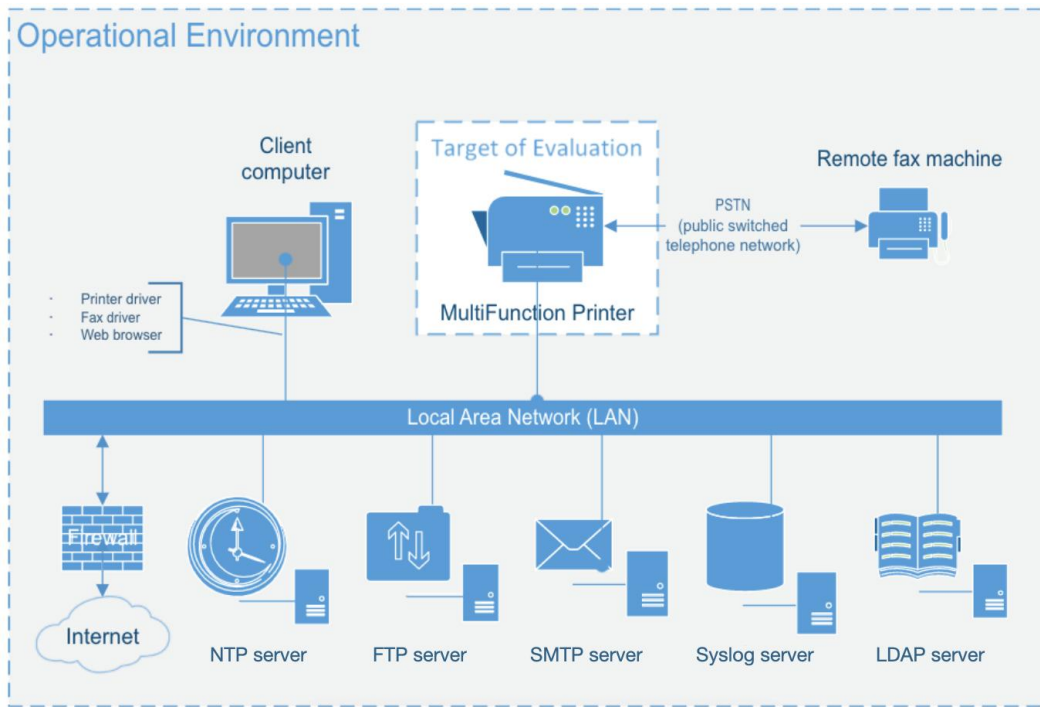 Operational Environment
Client
computer
Target of Evaluation
MultiFunction Printer
PSTN
(public switched
telephone network)
Remote fax machine
· Printer driver
· Fax driver
· Web browser
Local Area Network (LAN)
Firewall
Internet
NTP server
FTP server
SMTP server
Syslog server
LDAP server